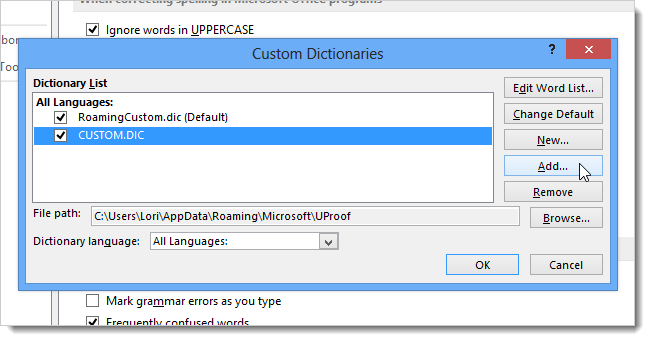 When correcting spelling in Microsoft Office programs
Ignore words in UPPERCASE
Custom Dictionaries
?
Dictionary List
All Languages:
RoamingCustom.dic (Default)
CUSTOM.DIC
Edit Word List...
Change Default
New...
Add...
Remove
File path: C:\Users\Lori\AppData\Roaming\Microsoft\UProof
Browse...
Dictionary language: All Languages:
OK Cancel
Mark grammar errors as you type
Frequently confused words